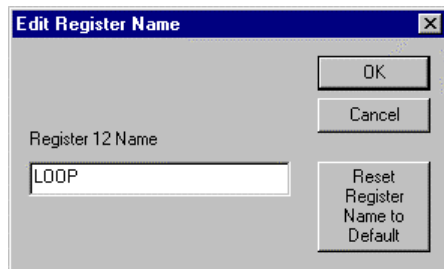 Edit Register Name
OK
Cancel
Register 12 Name
LOOP
Reset
Register
Name to
Default